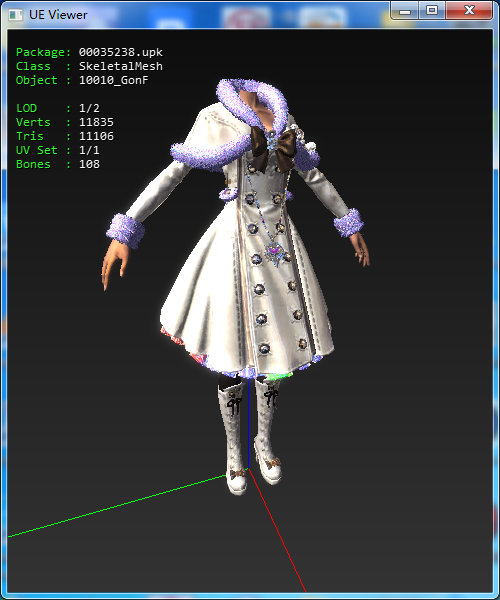 UE Viewer
Package: 00035238.upk
Class  : SkeletalMesh
Object : 10010_GonF
LOD    : 1/2
Verts  : 11835
Tris   : 11106
UV Set : 1/1
Bones  : 108